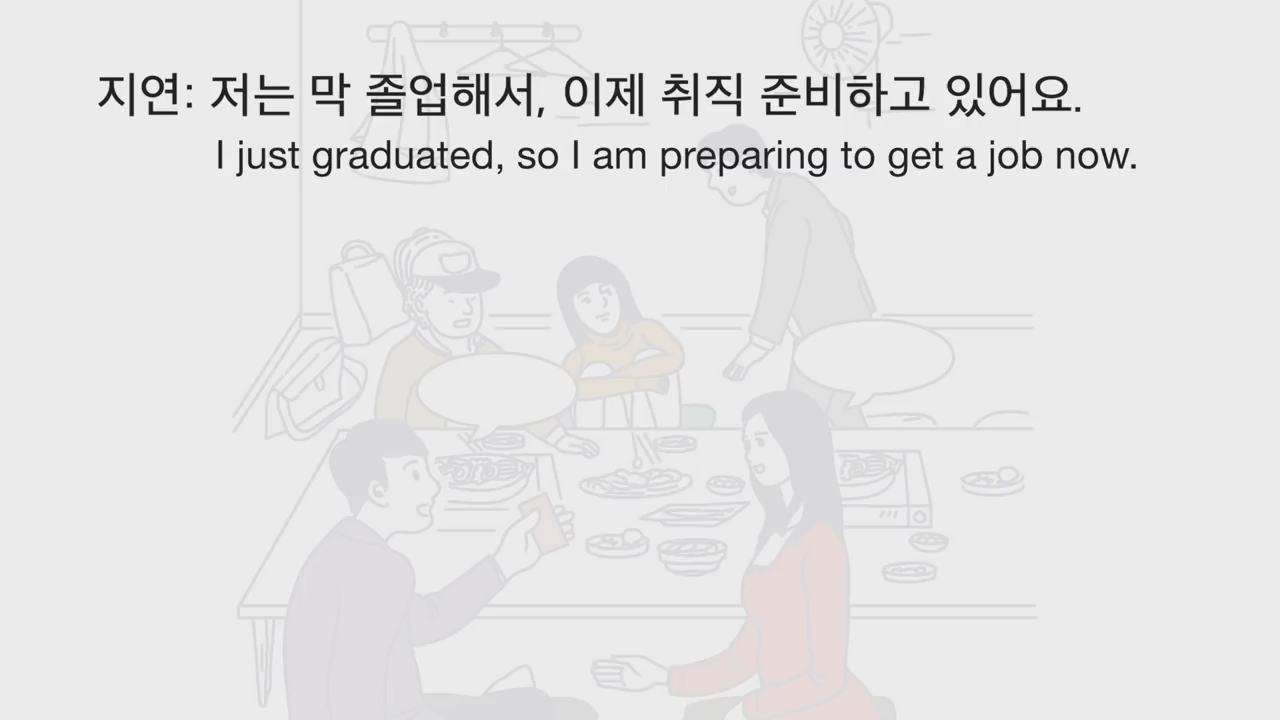 지연: 저는 막 졸업해서, 이제 취직 준비하고 있어요.
I just graduated, so I am preparing to get a job now.